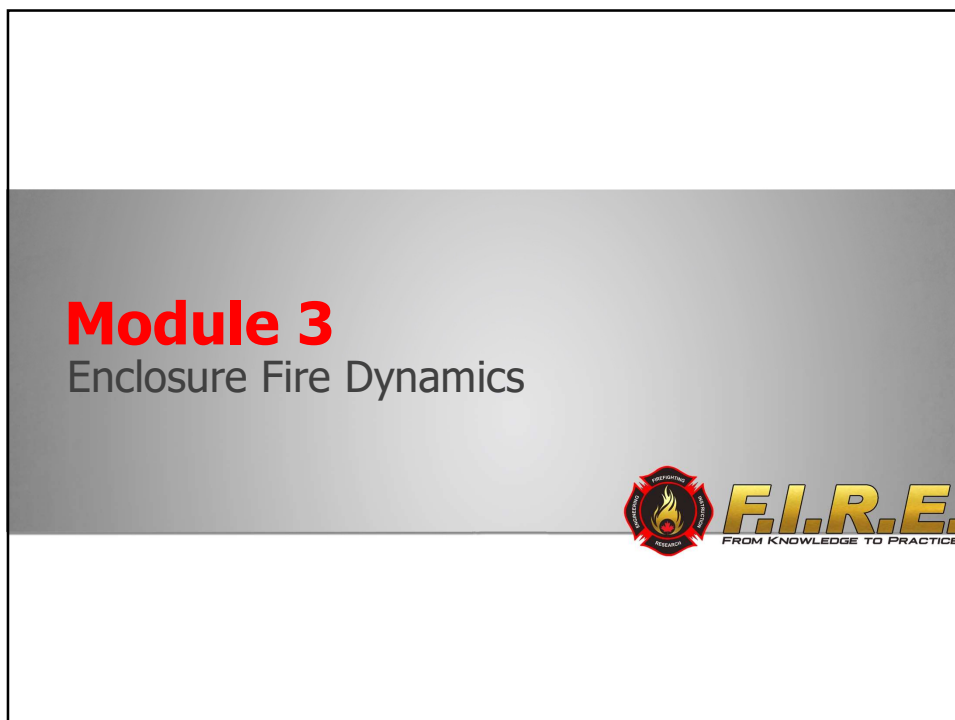 Module 3
Enclosure Fire Dynamics
FIREFIGHTING
ENGINEERING
INSTRUCTION
RESEARCH
F.I.R.E.
FROM KNOWLEDGE TO PRACTICE